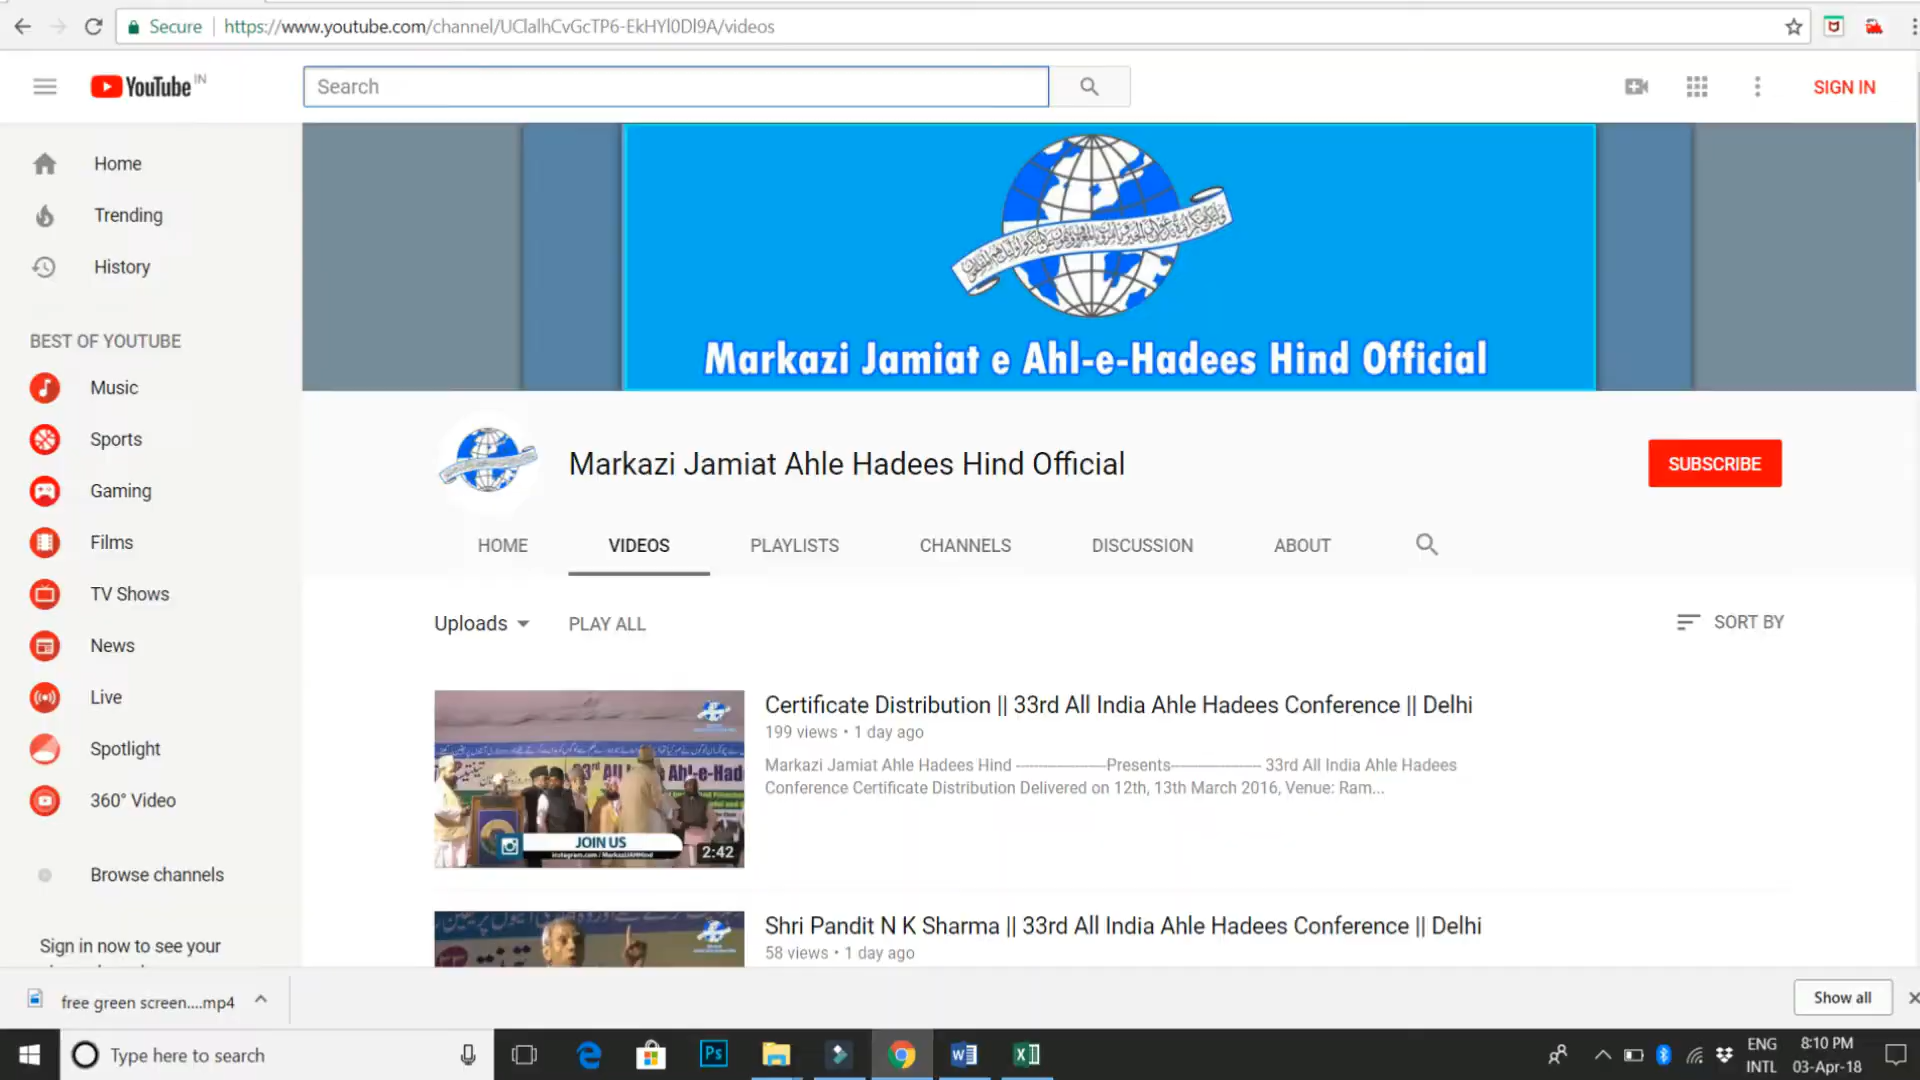 Secure
https://www.youtube.com/channel/UClalhCvGcTP6-EkHYl0Dl9A/videos
YouTube IN
Search
SIGN IN
Home
Trending
History
BEST OF YOUTUBE
Music
Sports
Gaming
Films
TV Shows
News
Live
Spotlight
360° Video
Browse channels
Sign in now to see your
Markazi Jamiat e Ahl-e-Hadees Hind Official
Markazi Jamiat Ahle Hadees Hind Official
SUBSCRIBE
HOME VIDEOS PLAYLISTS CHANNELS DISCUSSION ABOUT
Uploads PLAY ALL
SORT BY
Certificate Distribution || 33rd All India Ahle Hadees Conference || Delhi
199 views • 1 day ago
Markazi Jamiat Ahle Hadees Hind --------------------Presents-------------------- 33rd All India Ahle Hadees
Conference Certificate Distribution Delivered on 12th, 13th March 2016, Venue: Ram...
JOIN US
2:42
Shri Pandit N K Sharma || 33rd All India Ahle Hadees Conference || Delhi
58 views • 1 day ago
free green screen....mp4
Show all
Type here to search
Ps
ENG
INTL
8:10 PM
03-Apr-18